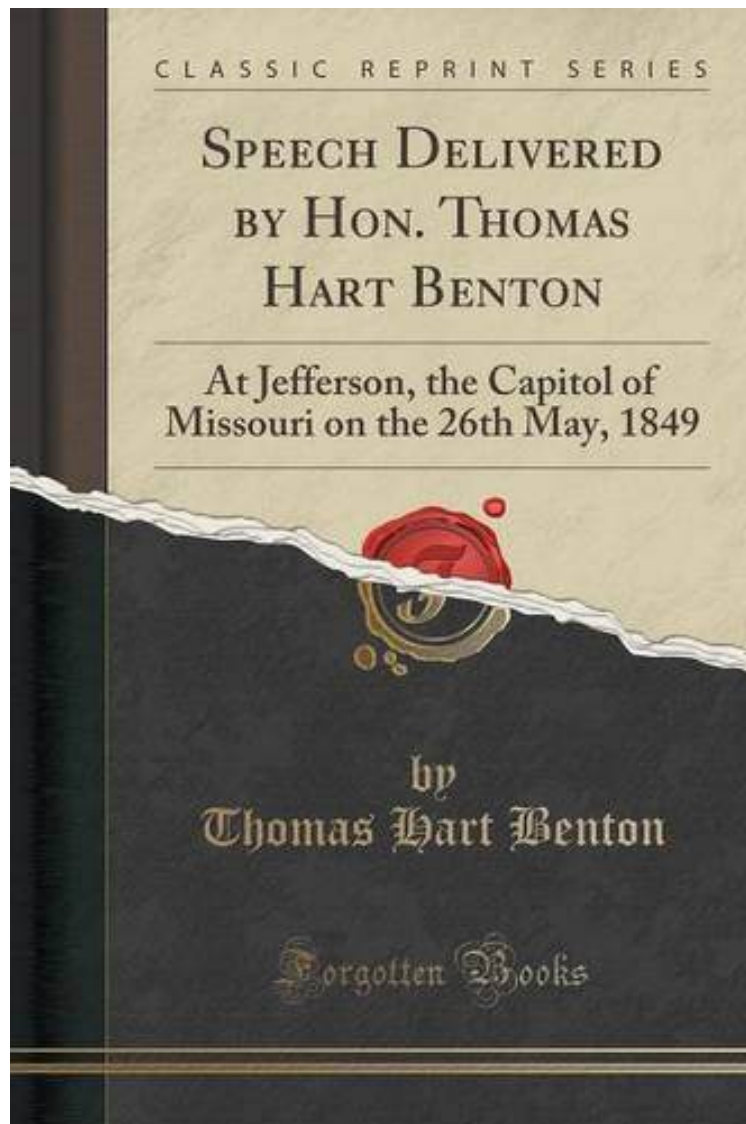 CLASSIC REPRINT SERIES
SPEECH DELIVERED
BY HON. THOMAS
HART BENTON
At Jefferson, the Capitol of
Missouri on the 26th May, 1849
F
by
Thomas Hart Benton
Forgotten Books